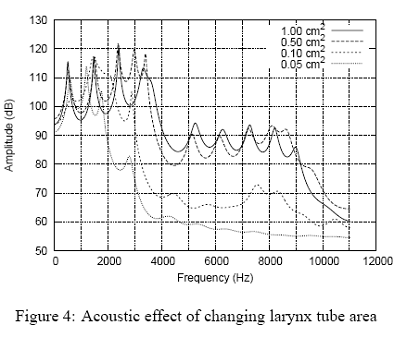 130
120
110
100
90
80
70
60
50
Amplitude (dB)
1.00 cm²
0.50 cm²
0.10 cm²
0.05 cm²
0 2000 4000 6000 8000 10000 12000
Frequency (Hz)
Figure 4: Acoustic effect of changing larynx tube area